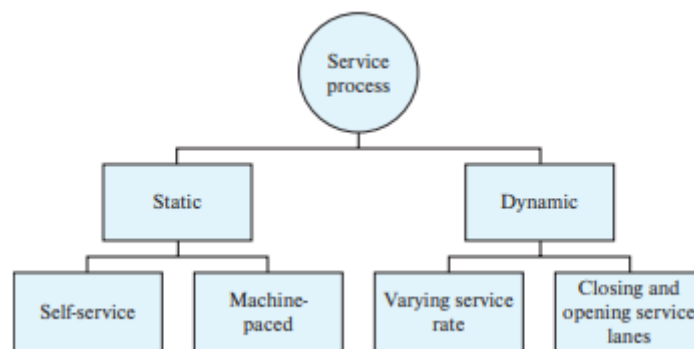 Service
process
Static
Dynamic
Self-service
Machine-
paced
Varying service
rate
Closing and
opening service
lanes